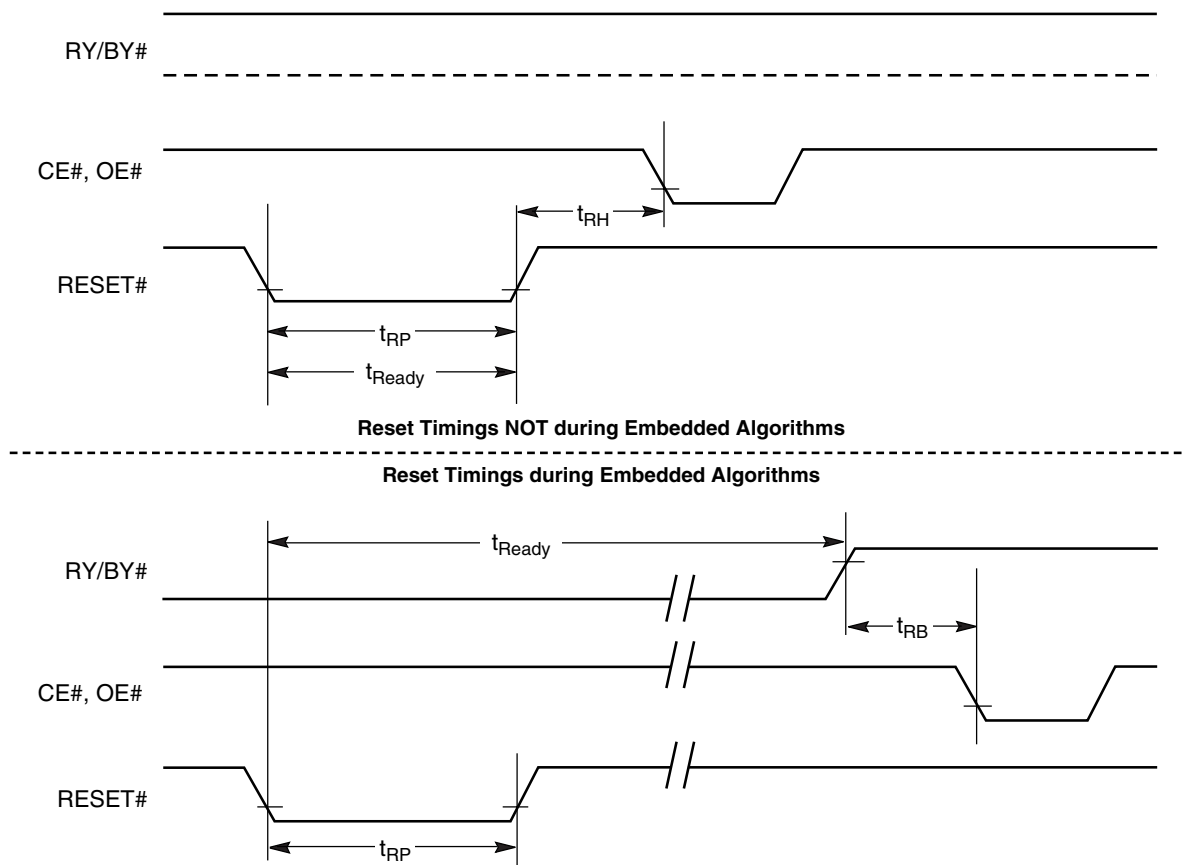 RY/BY#
CE#, OE#
tRH
RESET#
tRP
tReady
Reset Timings NOT during Embedded Algorithms
Reset Timings during Embedded Algorithms
tReady
RY/BY#
tRB
CE#, OE#
RESET#
tRP